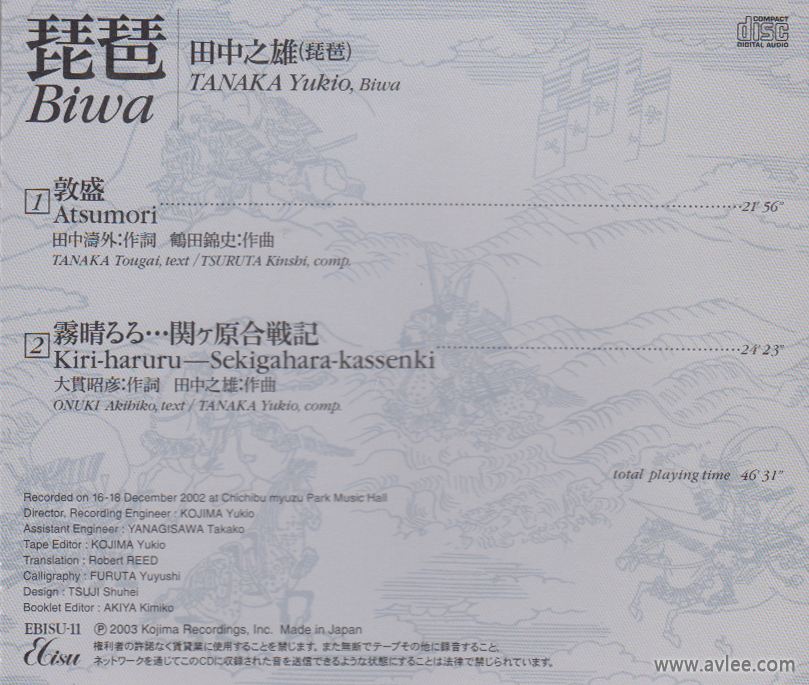 琵琶
Biwa
田中之雄(琵琶)
TANAKA Yukio, Biwa
COMPACT
disc
DIGITAL AUDIO
1 敦盛
Atsumori 21' 56"
田中濤外:作詞 鶴田錦史:作曲
TANAKA Tougai, text / TSURUTA Kinshi, comp.
2 霧晴るる…関ヶ原合戦記
Kiri-haruru—Sekigahara-kassenki 24' 23"
大貫昭彦:作詞 田中之雄:作曲
ONUKI Akihiko, text / TANAKA Yukio, comp.
total playing time 46' 31"
Recorded on 16-18 December 2002 at Chichibu myuzu Park Music Hall
Director, Recording Engineer : KOJIMA Yukio
Assistant Engineer : YANAGISAWA Takako
Tape Editor : KOJIMA Yukio
Translation : Robert REED
Calligraphy : FURUTA Yuyushi
Design : TSUJI Shuhei
Booklet Editor : AKIYA Kimiko
EBISU-11 Ⓟ 2003 Kojima Recordings, Inc. Made in Japan
Ebisu
権利者の許諾なく賃貸業に使用することを禁じます。また無断でテープその他に録音すること、
ネットワークを通じてこのCDに収録された音を送信できるような状態にすることは法律で禁じられています。
www.avlee.com